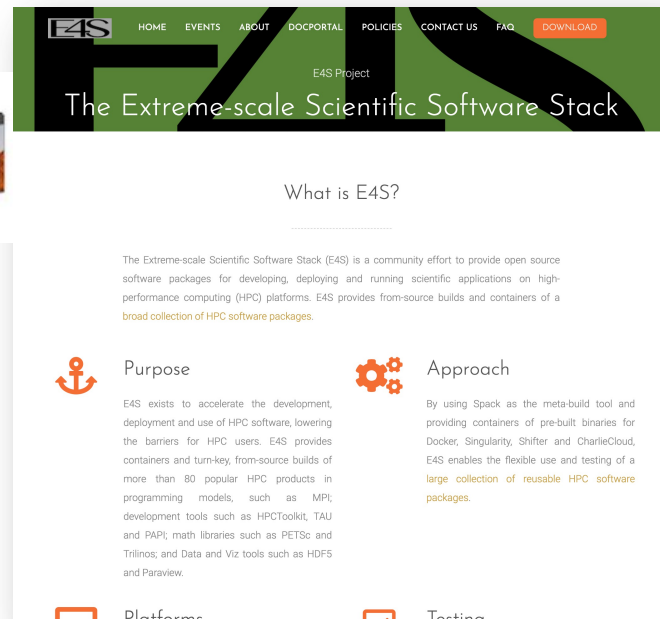 E4S HOME EVENTS ABOUT DOCPORTAL POLICIES CONTACT US FAQ DOWNLOAD
E4S Project
The Extreme-scale Scientific Software Stack
What is E4S?
The Extreme-scale Scientific Software Stack (E4S) is a community effort to provide open source
software packages for developing, deploying and running scientific applications on high-
performance computing (HPC) platforms. E4S provides from-source builds and containers of a
broad collection of HPC software packages.
Purpose
E4S exists to accelerate the development,
deployment and use of HPC software, lowering
the barriers for HPC users. E4S provides
containers and turn-key, from-source builds of
more than 80 popular HPC products in
programming models, such as MPI;
development tools such as HPCToolkit, TAU
and PAPI; math libraries such as PETSc and
Trilinos; and Data and Viz tools such as HDF5
and Paraview.
Approach
By using Spack as the meta-build tool and
providing containers of pre-built binaries for
Docker, Singularity, Shifter and CharlieCloud,
E4S enables the flexible use and testing of a
large collection of reusable HPC software
packages.
Platforms
Testing